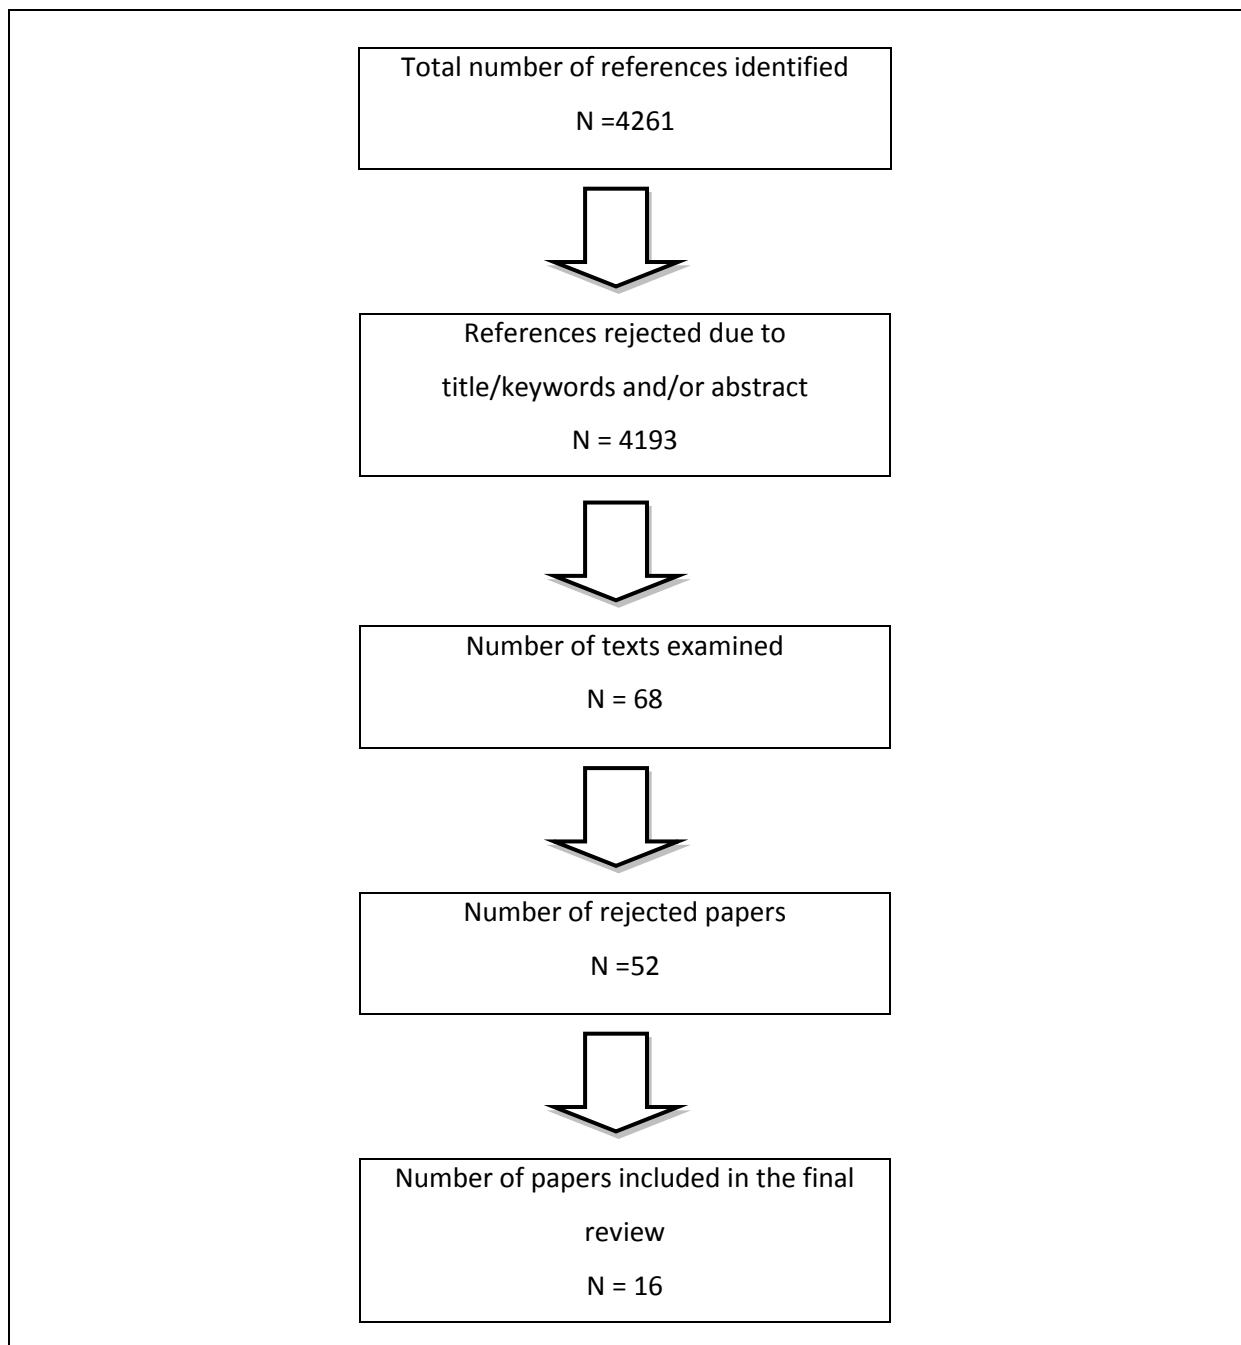 Total number of references identified
N =4261
References rejected due to
title/keywords and/or abstract
N = 4193
Number of texts examined
N = 68
Number of rejected papers
N =52
Number of papers included in the final
review
N = 16